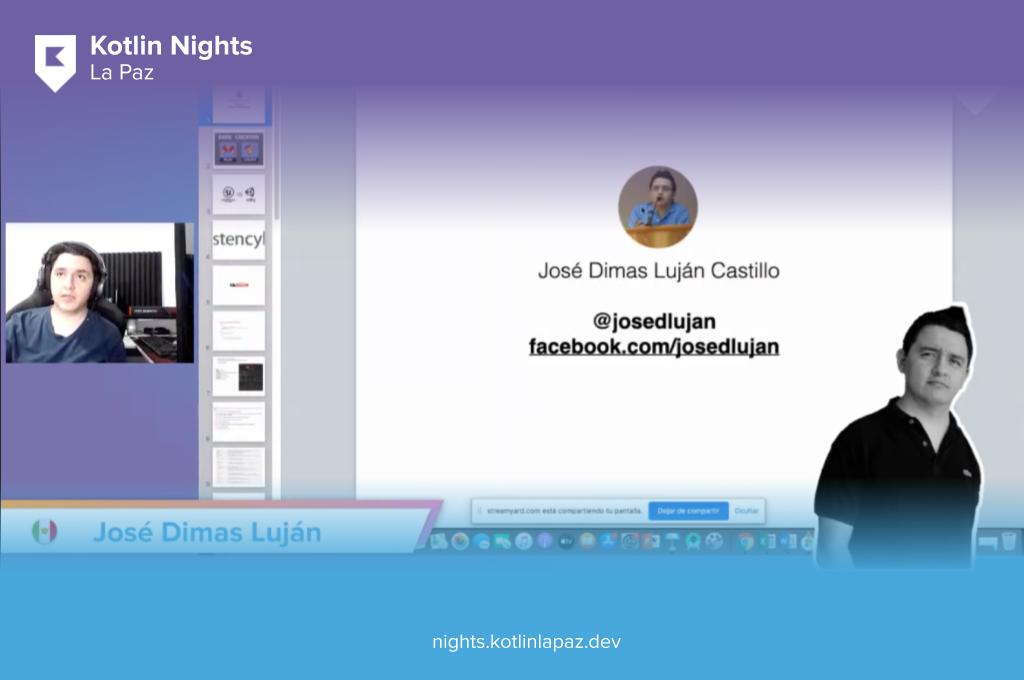 Kotlin Nights
La Paz
stencyl
José Dimas Luján Castillo
@josedlujan
facebook.com/josedlujan
streamyard.com está compartiendo tu pantalla.
Dejar de compartir
Ocultar
José Dimas Luján
nights.kotlinlapaz.dev